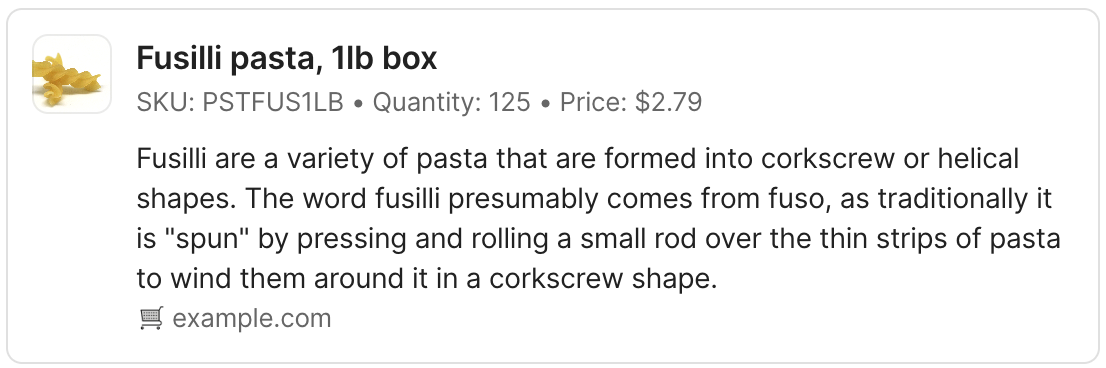 Fusilli pasta, 1lb box
SKU: PSTFUS1LB • Quantity: 125 • Price: $2.79
Fusilli are a variety of pasta that are formed into corkscrew or helical
shapes. The word fusilli presumably comes from fuso, as traditionally it
is "spun" by pressing and rolling a small rod over the thin strips of pasta
to wind them around it in a corkscrew shape.
example.com